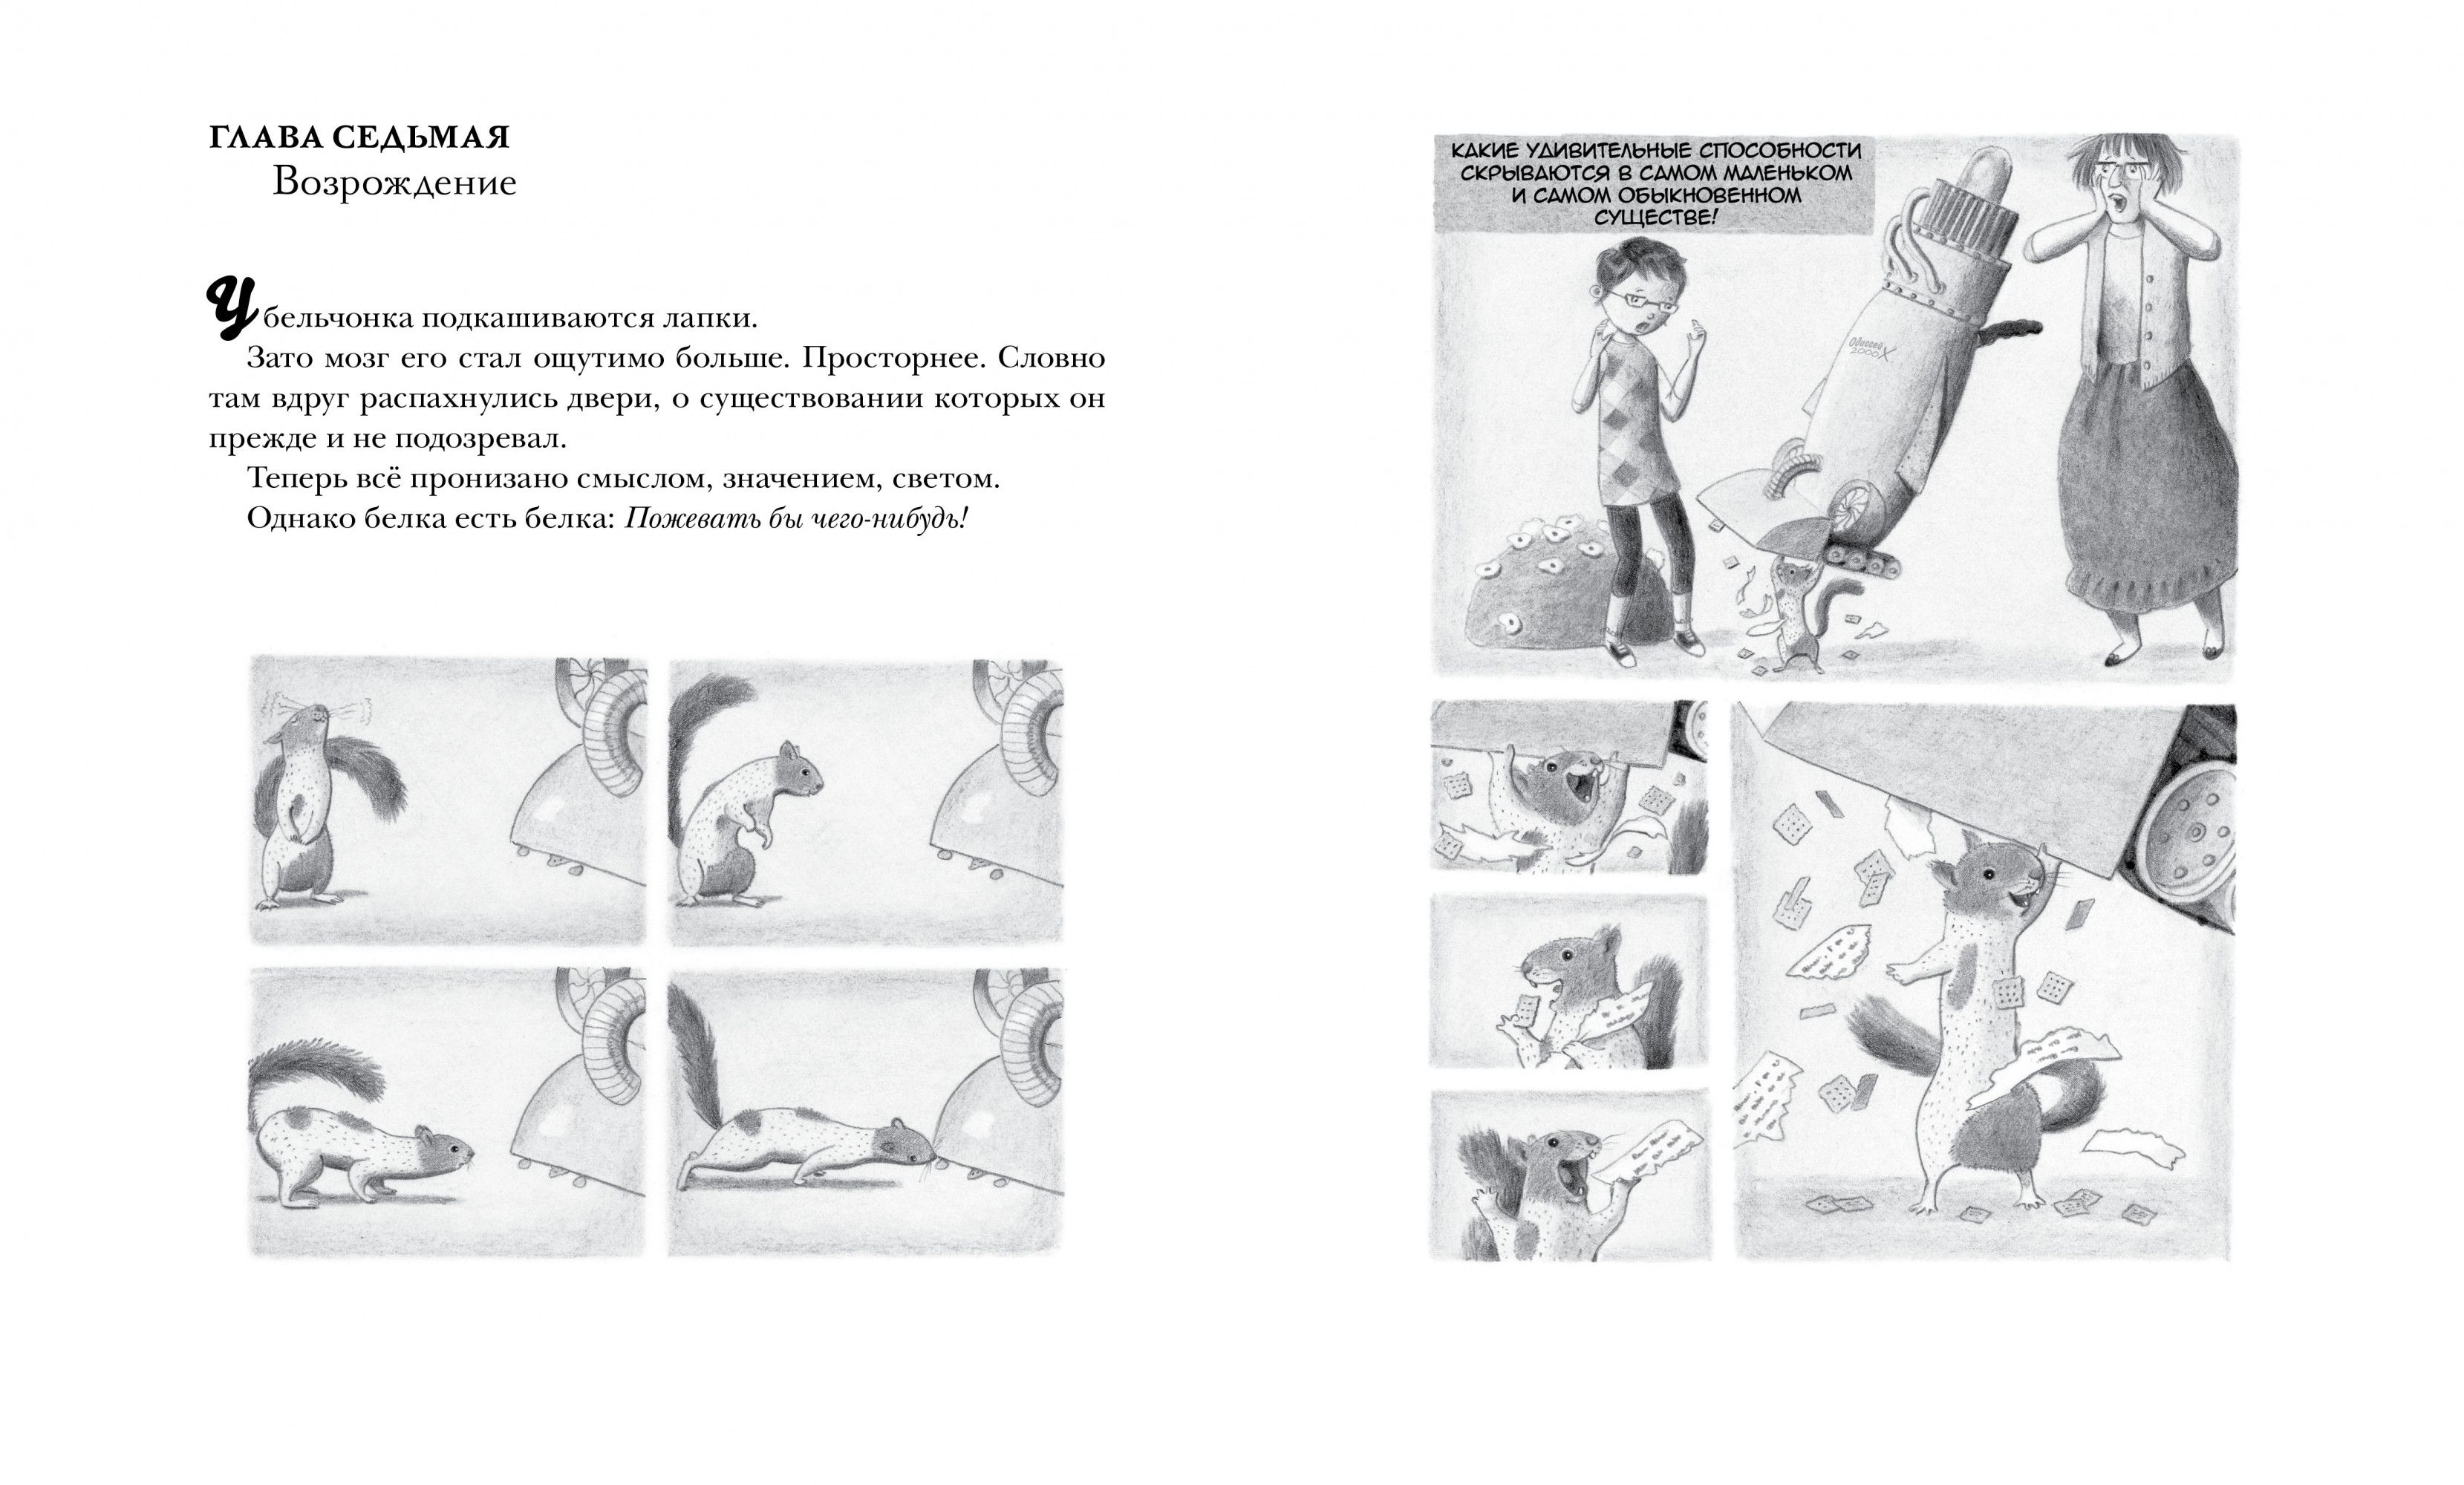 ГЛАВА СЕДЬМАЯ
Возрождение
У бельчонка подкашиваются лапки.
Зато мозг его стал ощутимо больше. Просторнее. Словно
там вдруг распахнулись двери, о существовании которых он
прежде и не подозревал.
Теперь всё пронизано смыслом, значением, светом.
Однако белка есть белка: Пожевать бы чего-нибудь!
КАКИЕ УДИВИТЕЛЬНЫЕ СПОСОБНОСТИ
СКРЫВАЮТСЯ В САМОМ МАЛЕНЬКОМ
И САМОМ ОБЫКНОВЕННОМ
СУЩЕСТВЕ!
Одиссей
2000X